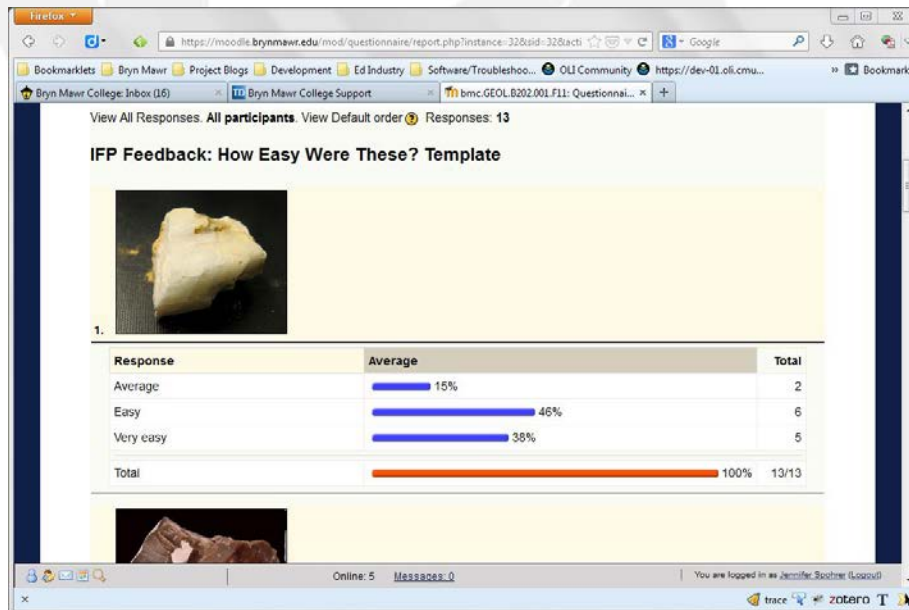 Firefox
https://moodle.brynmawr.edu/mod/questionnaire/report.php?instance=32&sid=32&acti
Google
Bookmarklets Bryn Mawr Project Blogs Development Ed Industry Software/Troubleshoo... OLI Community https://dev-01.oli.cmu... » Bookmark
Bryn Mawr College: Inbox (16) × Bryn Mawr College Support × bmc.GEOL.B202.001.F11: Questionnai... × +
View All Responses. All participants. View Default order Responses: 13
IFP Feedback: How Easy Were These? Template
1.
Response Average Total
Average 15% 2
Easy 46% 6
Very easy 38% 5
Total 100% 13/13
Online: 5 Messages: 0 You are logged in as Jennifer Spohrer (Logout)
× trace zotero T